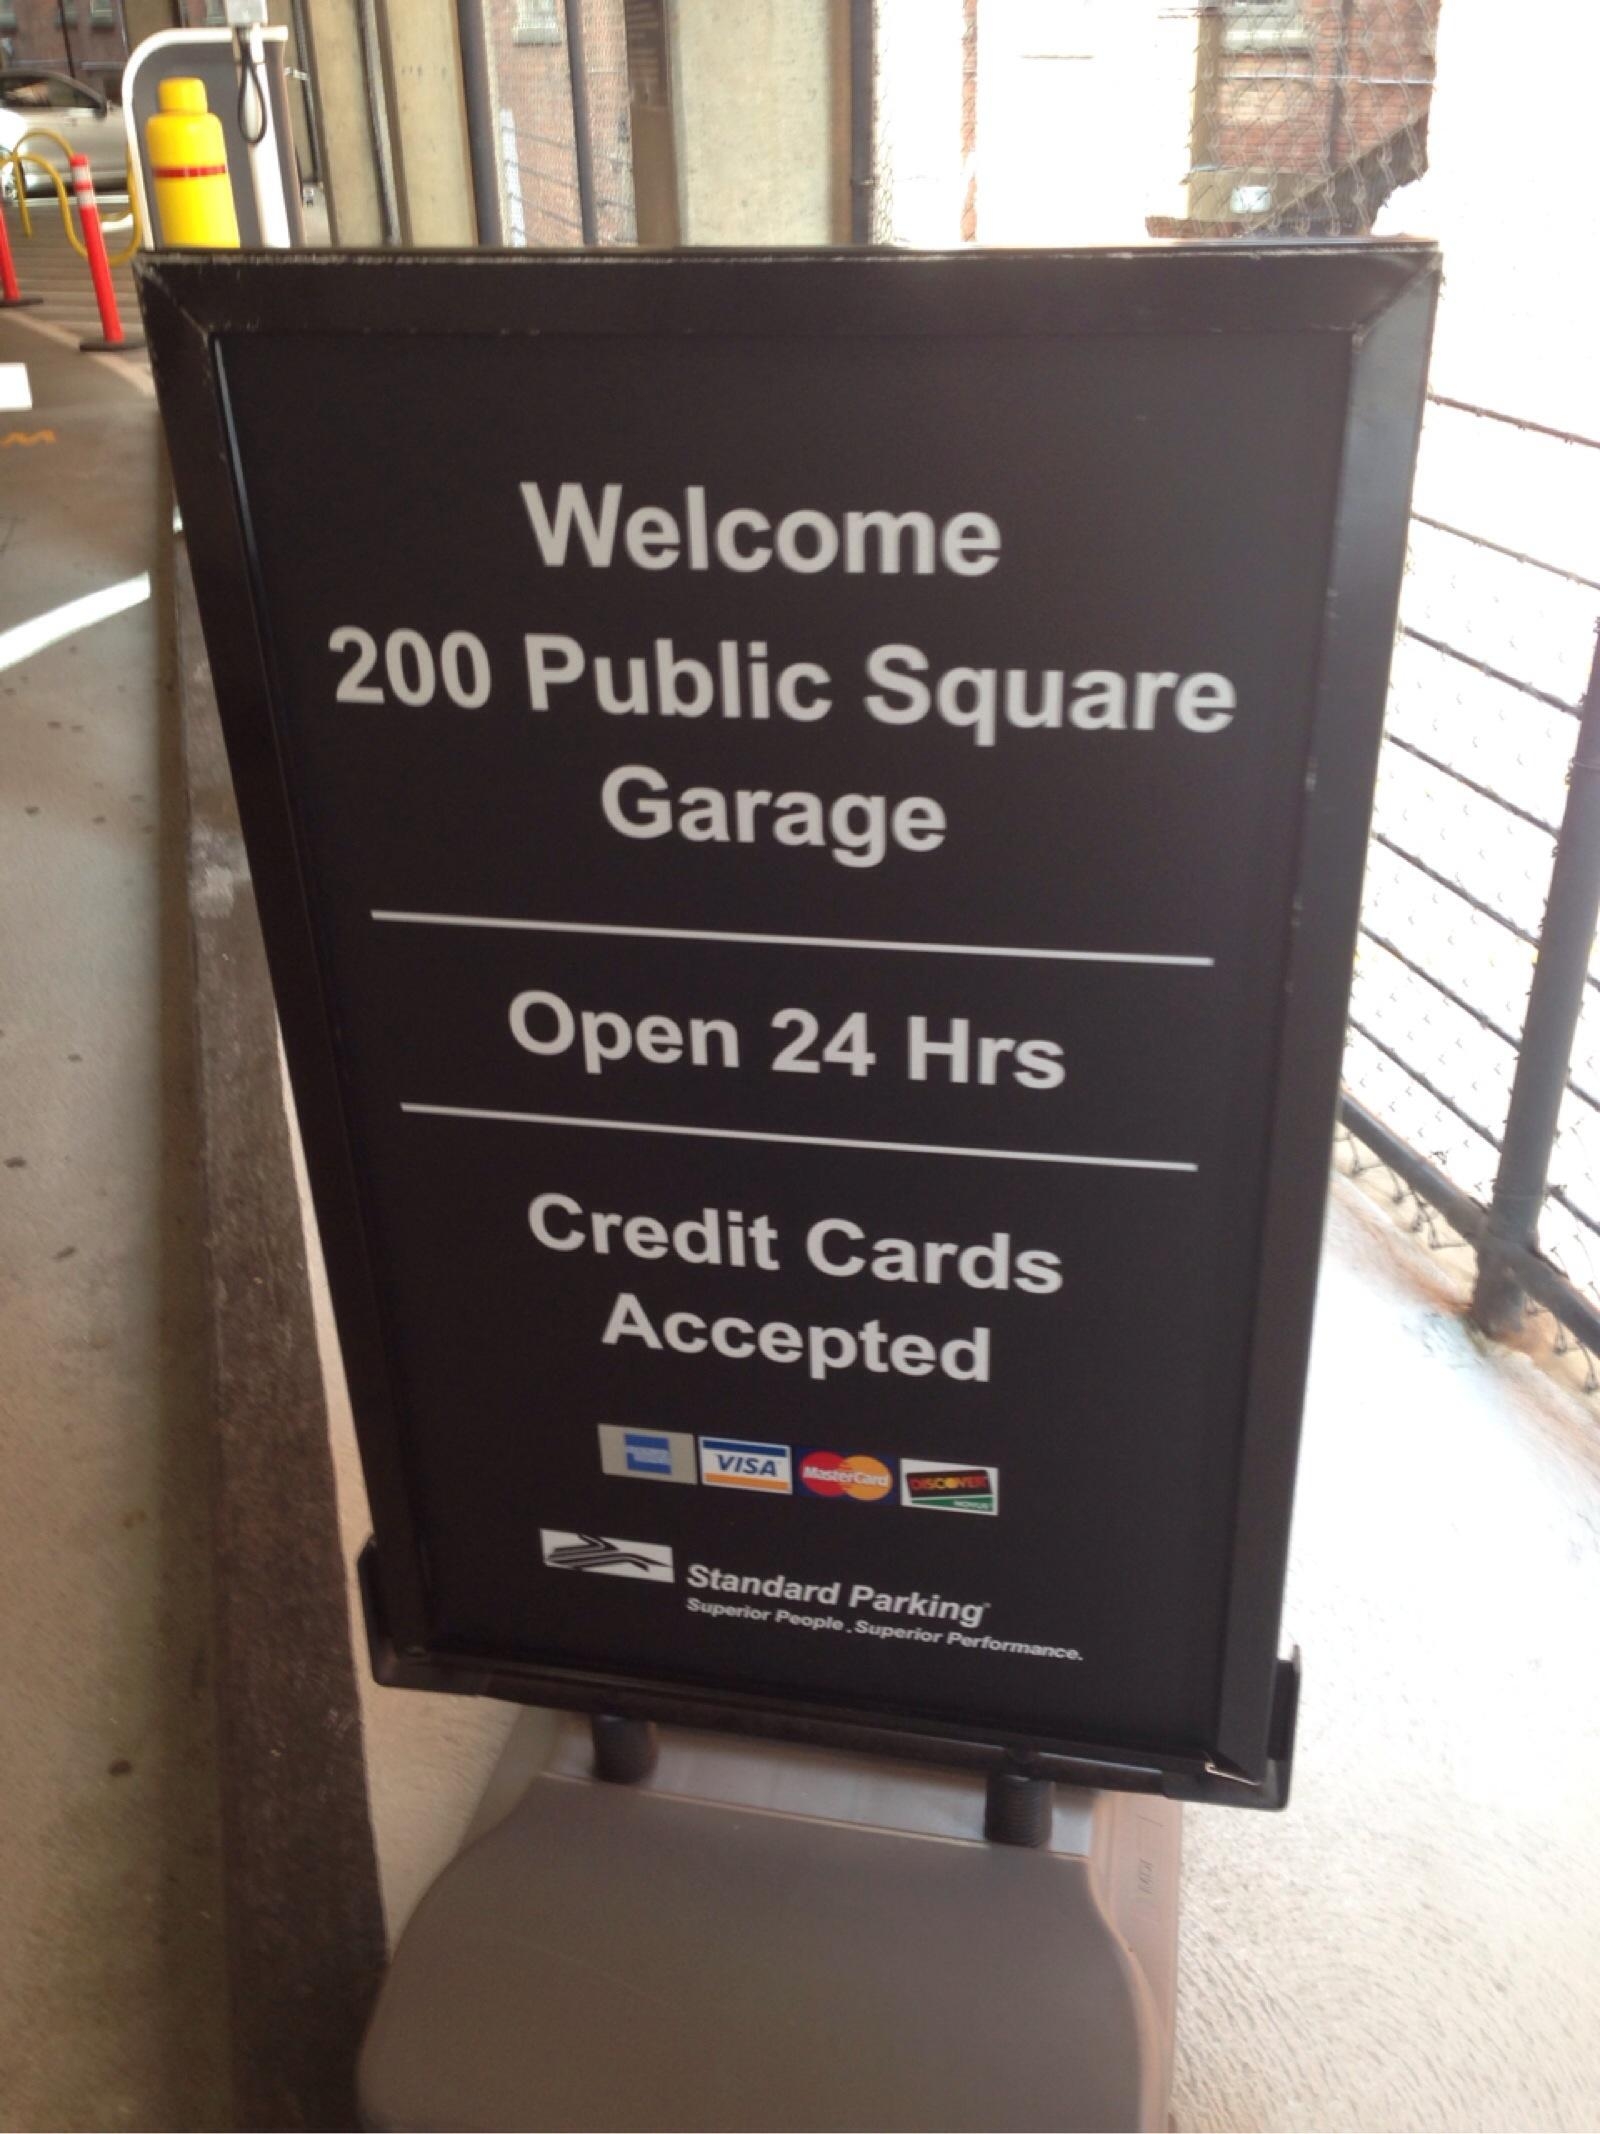 Welcome
200 Public Square
Garage
Open 24 Hrs
Credit Cards
Accepted
VISA MasterCard DISCOVER
NOVUS
Standard Parking
Superior People. Superior Performance.